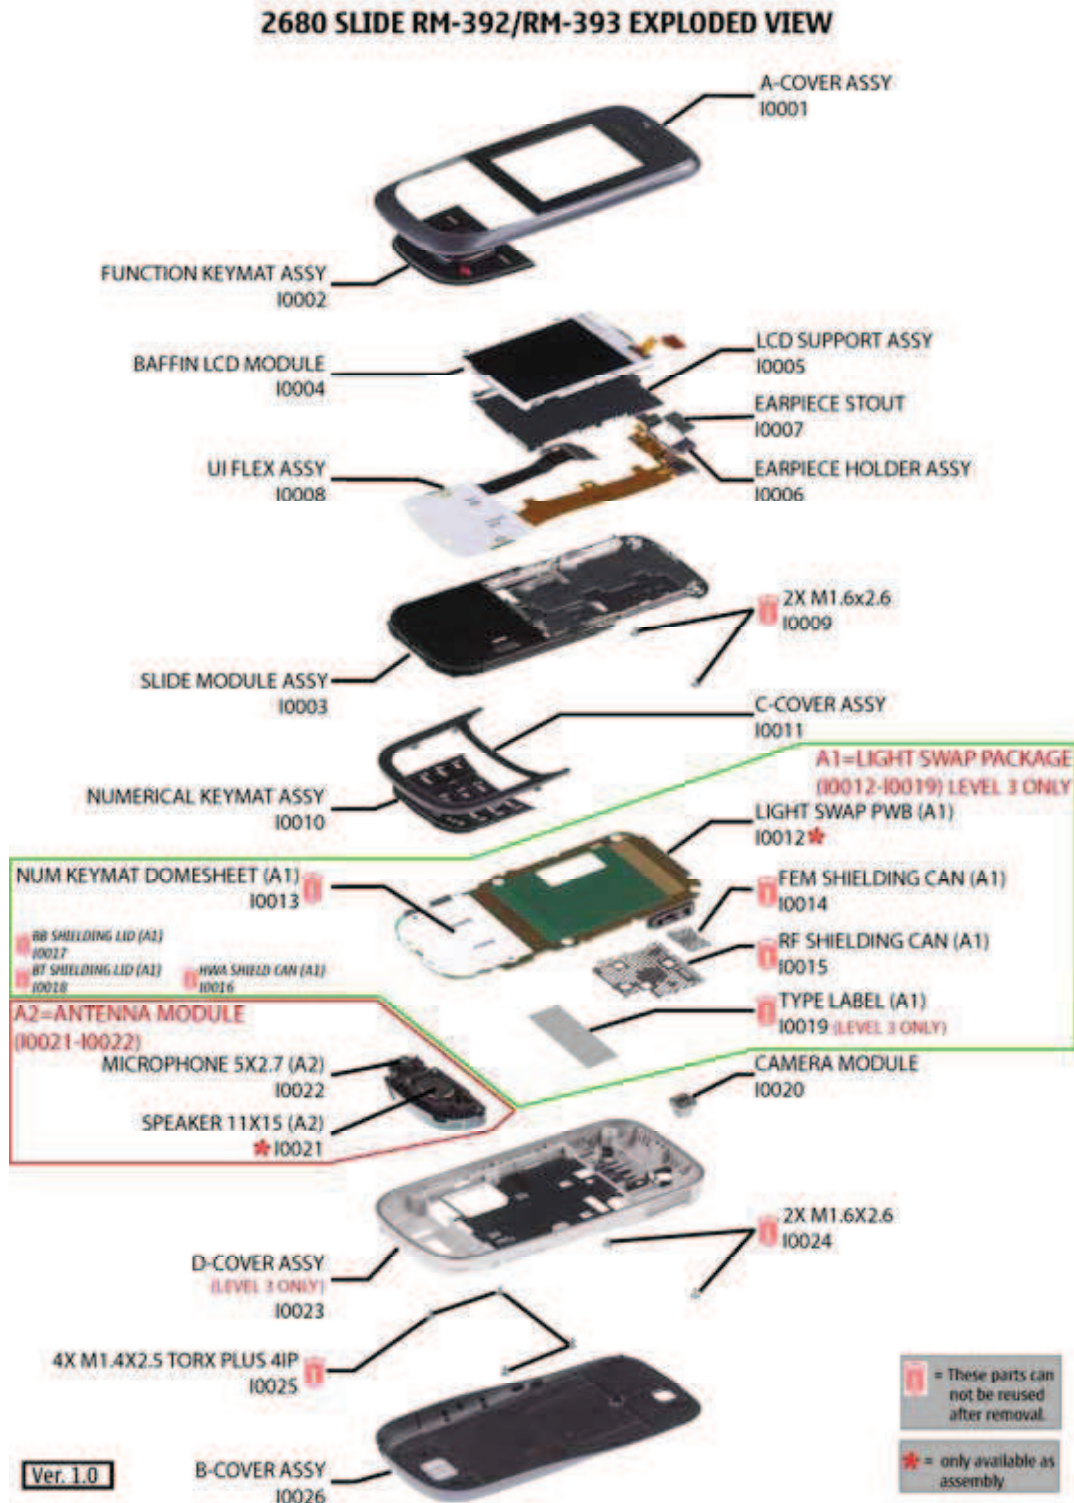 2680 SLIDE RM-392/RM-393 EXPLODED VIEW
A-COVER ASSY
I0001
FUNCTION KEYMAT ASSY
I0002
BAFFIN LCD MODULE
I0004
LCD SUPPORT ASSY
I0005
EARPIECE STOUT
I0007
UI FLEX ASSY
I0008
EARPIECE HOLDER ASSY
I0006
2X M1.6x2.6
I0009
SLIDE MODULE ASSY
I0003
C-COVER ASSY
I0011
A1=LIGHT SWAP PACKAGE
(I0012-I0019) LEVEL 3 ONLY
NUMERICAL KEYMAT ASSY
I0010
LIGHT SWAP PWB (A1)
I0012*
NUM KEYMAT DOMESHEET (A1)
I0013
FEM SHIELDING CAN (A1)
I0014
BB SHIELDING LID (A1)
I0017
RF SHIELDING CAN (A1)
I0015
BT SHIELDING LID (A1)
I0018
HWA SHIELD CAN (A1)
I0016
TYPE LABEL (A1)
I0019 (LEVEL 3 ONLY)
A2=ANTENNA MODULE
(I0021-I0022)
MICROPHONE 5X2.7 (A2)
I0022
CAMERA MODULE
I0020
SPEAKER 11X15 (A2)
*I0021
2X M1.6X2.6
I0024
D-COVER ASSY
(LEVEL 3 ONLY)
I0023
4X M1.4X2.5 TORX PLUS 4IP
I0025
= These parts can
not be reused
after removal.
B-COVER ASSY
I0026
* = only available as
assembly
Ver. 1.0